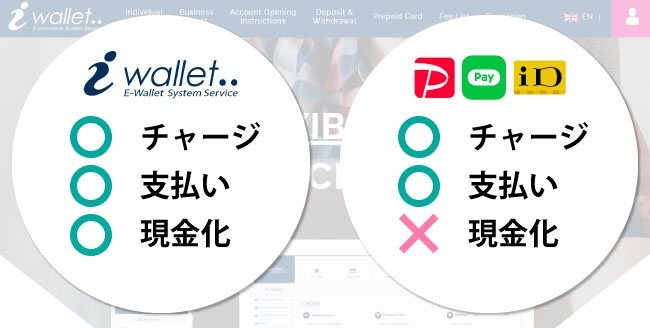 i wallet..
E-commerce System Service
Individual
Business
Account Opening
Instructions
Deposit &
Withdrawal
Prepaid Card
Fee List
EN
i wallet..
E-Wallet System Service
チャージ
支払い
現金化
P
Pay
iD
チャージ
支払い
現金化